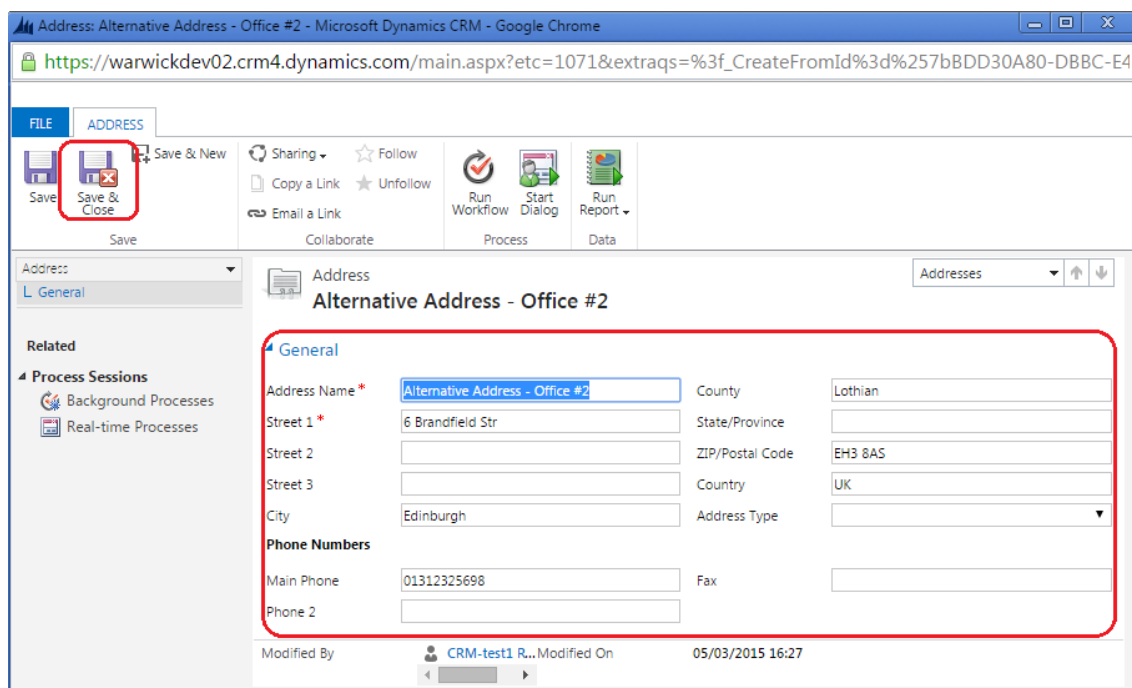 Address: Alternative Address - Office #2 - Microsoft Dynamics CRM - Google Chrome
https://warwickdev02.crm4.dynamics.com/main.aspx?etc=1071&extraqs=%3f_CreateFromId%3d%257bBDD30A80-DBBC-E4
FILE ADDRESS
Save
Save & Close
Save & New
Sharing
Copy a Link
Email a Link
Follow
Unfollow
Run Workflow
Start Dialog
Run Report
Save Collaborate Process Data
Address
General
Related
Process Sessions
Background Processes
Real-time Processes
Address
Alternative Address - Office #2
Addresses
General
Address Name * Alternative Address - Office #2 County Lothian
Street 1 * 6 Brandfield Str State/Province
Street 2 ZIP/Postal Code EH3 8AS
Street 3 Country UK
City Edinburgh Address Type
Phone Numbers
Main Phone 01312325698 Fax
Phone 2
Modified By CRM-test1 R... Modified On 05/03/2015 16:27